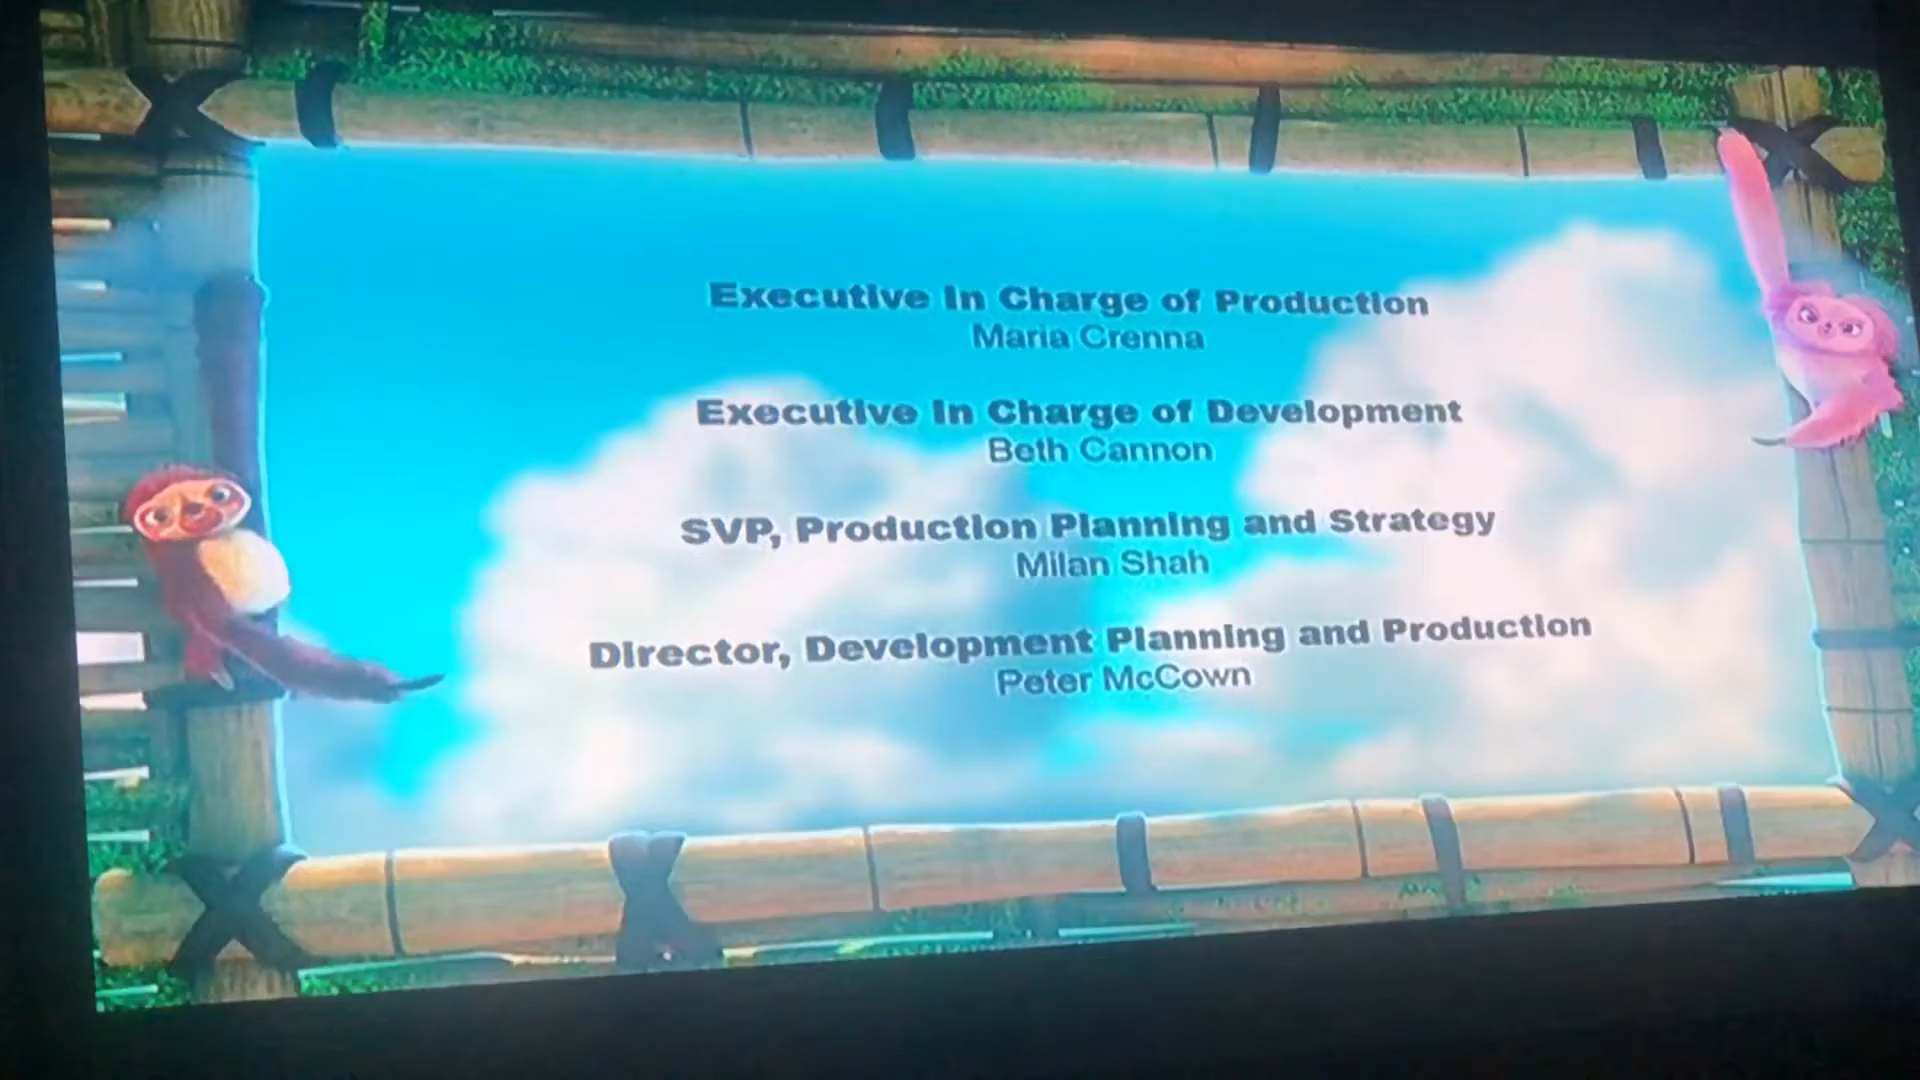 Executive In Charge of Production
Maria Crenna
Executive In Charge of Development
Beth Cannon
SVP, Production Planning and Strategy
Milan Shah
Director, Development Planning and Production
Peter McCown